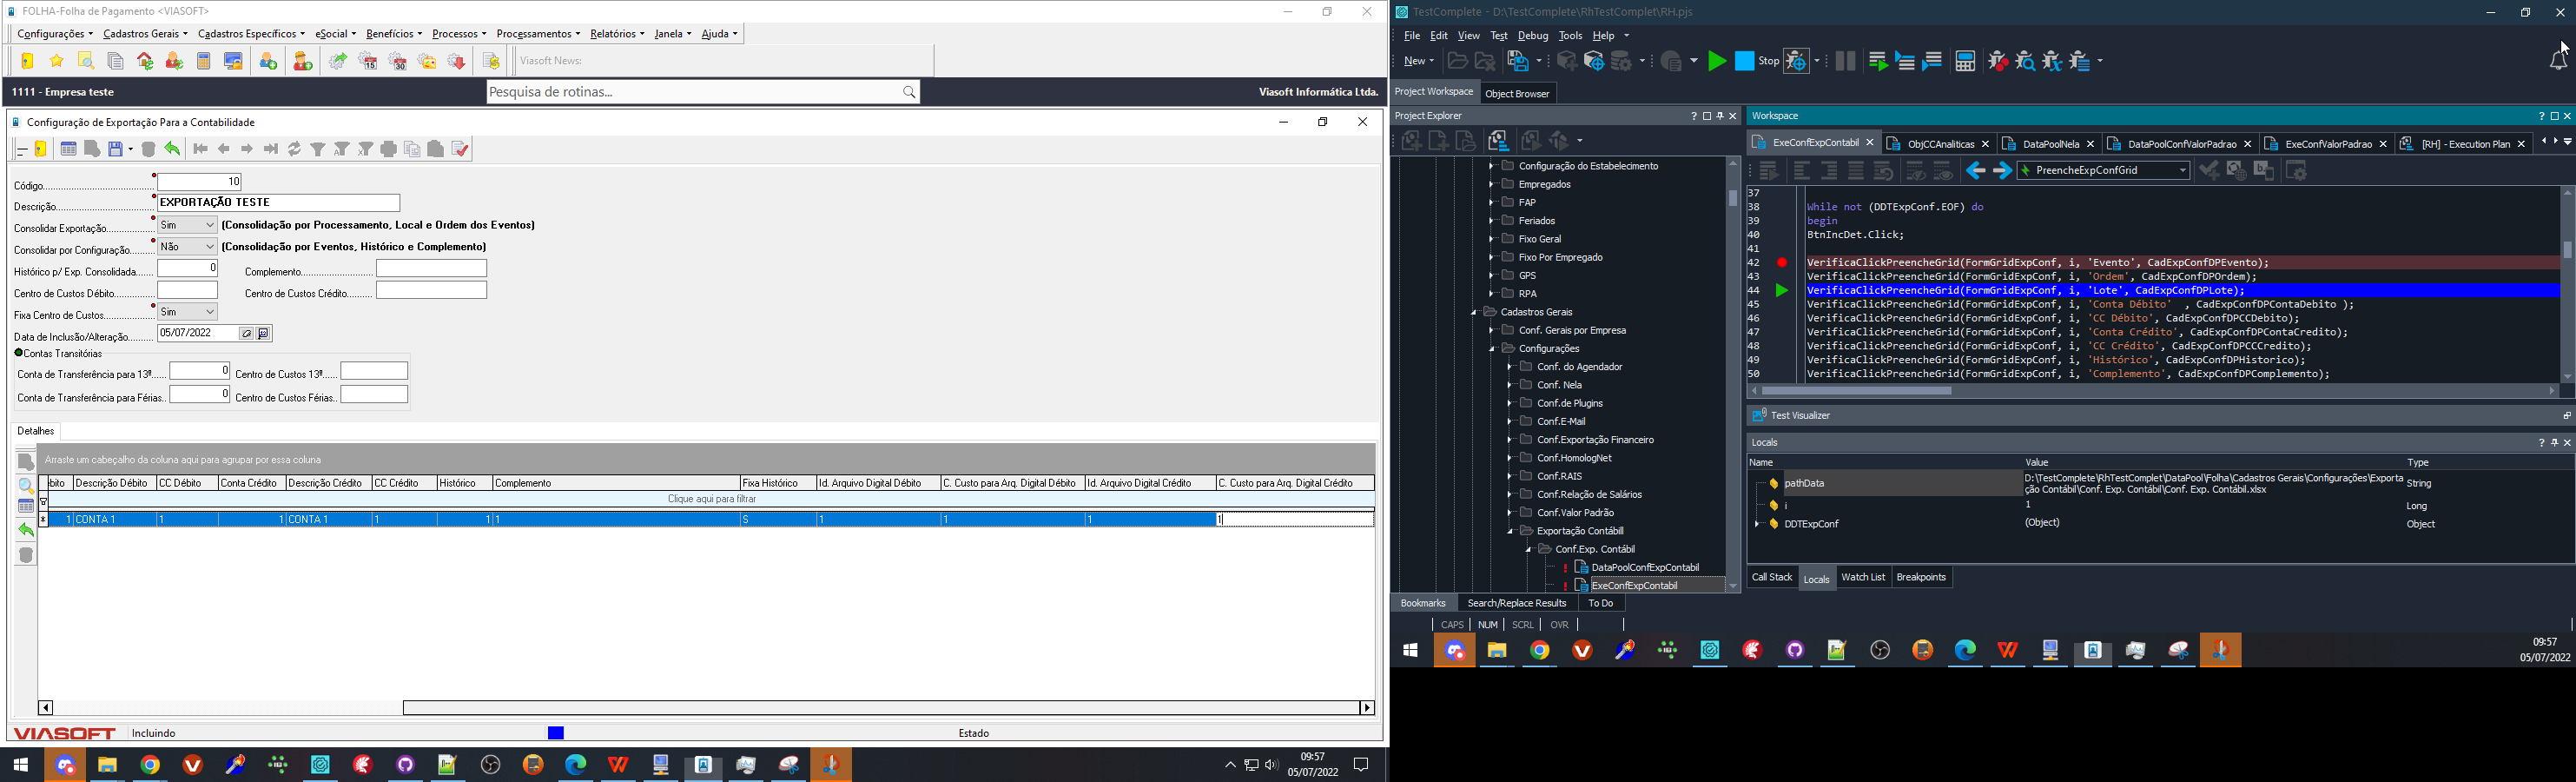 FOLHA-Folha de Pagamento <VIASOFT>
Configurações Cadastros Gerais Cadastros Específicos eSocial Benefícios Processos Processamentos Relatórios Janela Ajuda
15 30 Viasoft News:
1111 - Empresa teste Pesquisa de rotinas... Viasoft Informática Ltda.
Configuração de Exportação Para a Contabilidade
Código 10
Descrição EXPORTAÇÃO TESTE
Consolidar Exportação Sim (Consolidação por Processamento, Local e Ordem dos Eventos)
Consolidar por Configuração Não (Consolidação por Eventos, Histórico e Complemento)
Histórico p/ Exp. Consolidada 0 Complemento
Centro de Custos Débito Centro de Custos Crédito
Fixa Centro de Custos Sim
Data de Inclusão/Alteração 05/07/2022
Contas Transitórias
Conta de Transferência para 13º 0 Centro de Custos 13º
Conta de Transferência para Férias 0 Centro de Custos Férias
Detalhes
Arraste um cabeçalho da coluna aqui para agrupar por essa coluna
bito Descrição Débito CC Débito Conta Crédito Descrição Crédito CC Crédito Histórico Complemento Fixa Histórico Id. Arquivo Digital Débito C. Custo para Arq. Digital Débito Id. Arquivo Digital Crédito C. Custo para Arq. Digital Crédito
Clique aqui para filtrar
1 CONTA 1 1 1 CONTA 1 1 1 1 S 1 1 1 1
VIASOFT Incluindo Estado
09:57
05/07/2022
TestComplete - D:\TestComplete\RhTestComplet\RH.pjs
File Edit View Test Debug Tools Help
New Stop
Project Workspace Object Browser
Project Explorer
Configuração do Estabelecimento
Empregados
FAP
Feriados
Fixo Geral
Fixo Por Empregado
GPS
RPA
Cadastros Gerais
Conf. Gerais por Empresa
Configurações
Conf. do Agendador
Conf. Nela
Conf.de Plugins
Conf.E-Mail
Conf.Exportação Financeiro
Conf.HomologNet
Conf.RAIS
Conf.Relação de Salários
Conf.Valor Padrão
Exportação Contábill
Conf.Exp. Contábil
DataPoolConfExpContabil
ExeConfExpContabil
Bookmarks Search/Replace Results To Do
CAPS NUM SCRL OVR
Workspace
ExeConfExpContabil ObjCCAnaliticas DataPoolNela DataPoolConfValorPadrao ExeConfValorPadrao [RH] - Execution Plan
PreencheExpConfGrid
37
38 While not (DDTExpConf.EOF) do
39 begin
40 BtnIncDet.Click;
41
42 VerificaClickPreencheGrid(FormGridExpConf, i, 'Evento', CadExpConfDPEvento);
43 VerificaClickPreencheGrid(FormGridExpConf, i, 'Ordem', CadExpConfDPOrdem);
44 VerificaClickPreencheGrid(FormGridExpConf, i, 'Lote', CadExpConfDPLote);
45 VerificaClickPreencheGrid(FormGridExpConf, i, 'Conta Débito' , CadExpConfDPContaDebito );
46 VerificaClickPreencheGrid(FormGridExpConf, i, 'CC Débito', CadExpConfDPCCDebito);
47 VerificaClickPreencheGrid(FormGridExpConf, i, 'Conta Crédito', CadExpConfDPContaCredito);
48 VerificaClickPreencheGrid(FormGridExpConf, i, 'CC Crédito', CadExpConfDPCCCredito);
49 VerificaClickPreencheGrid(FormGridExpConf, i, 'Histórico', CadExpConfDPHistorico);
50 VerificaClickPreencheGrid(FormGridExpConf, i, 'Complemento', CadExpConfDPComplemento);
Test Visualizer
Locals
Name Value Type
pathData D:\TestComplete\RhTestComplet\DataPool\Folha\Cadastros Gerais\Configurações\Exporta
ção Contábil\Conf. Exp. Contábil\Conf. Exp. Contábil.xlsx String
i 1 Long
DDTExpConf (Object) Object
Call Stack Locals Watch List Breakpoints
09:57
05/07/2022